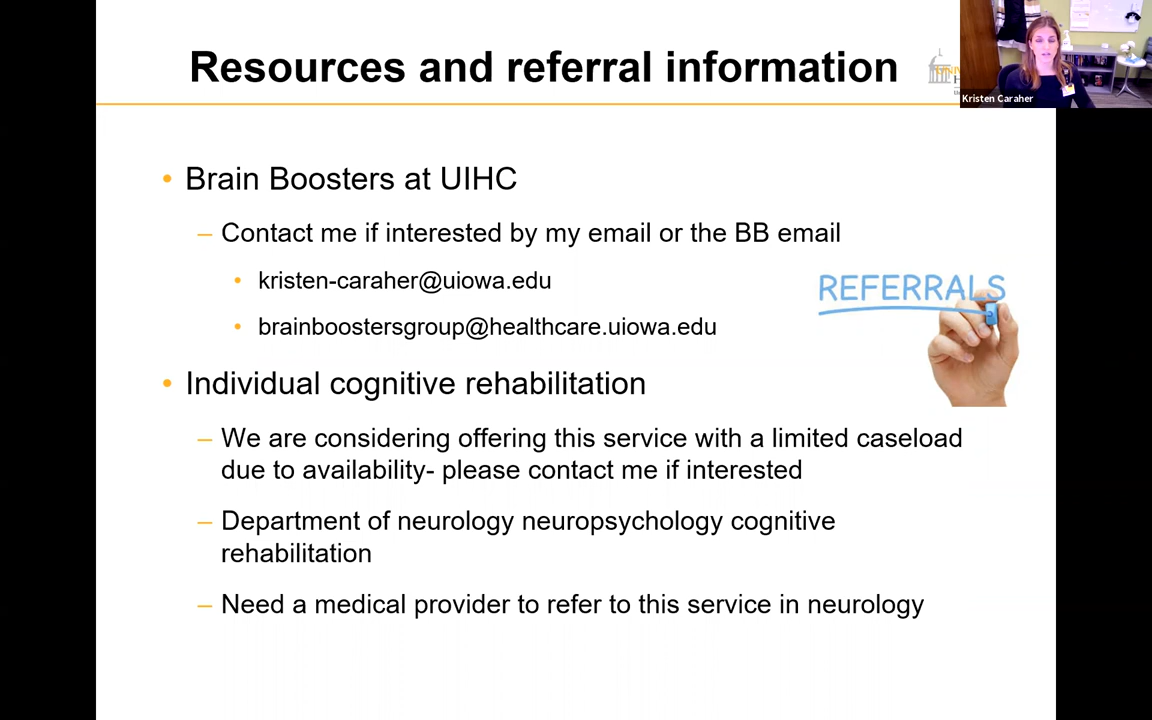 Resources and referral information
Kristen Caraher
• Brain Boosters at UIHC
– Contact me if interested by my email or the BB email
• kristen-caraher@uiowa.edu
• brainboostersgroup@healthcare.uiowa.edu
REFERRALS
• Individual cognitive rehabilitation
– We are considering offering this service with a limited caseload
due to availability- please contact me if interested
– Department of neurology neuropsychology cognitive
rehabilitation
– Need a medical provider to refer to this service in neurology